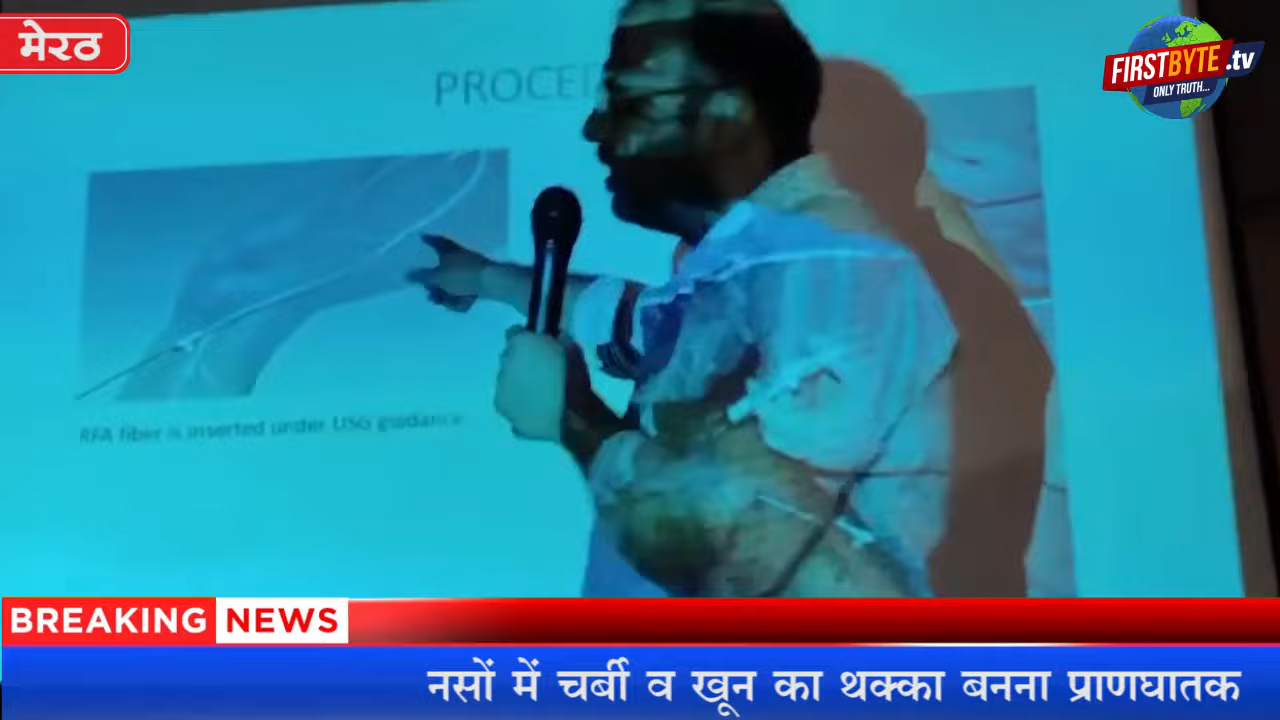 मेरठ
FIRSTBYTE.tv
ONLY TRUTH...
RFA fiber is inserted under USG guidance
BREAKING NEWS
नसों में चर्बी व खून का थक्का बनना प्राणघातक